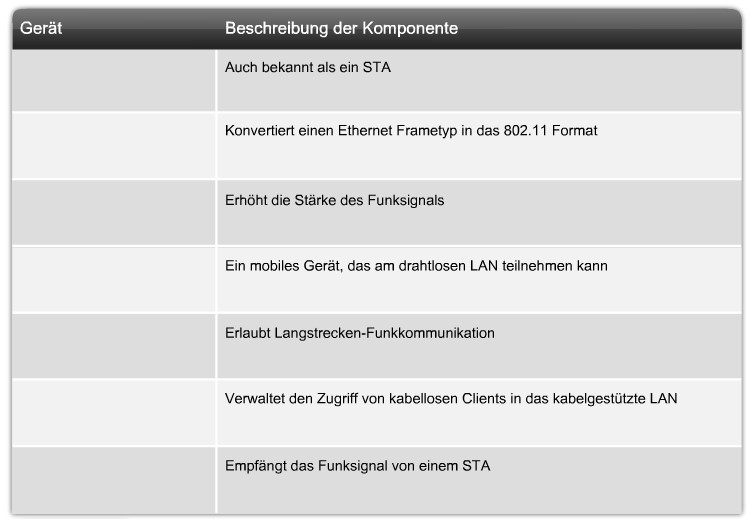 Gerät Beschreibung der Komponente
Auch bekannt als ein STA
Konvertiert einen Ethernet Frametyp in das 802.11 Format
Erhöht die Stärke des Funksignals
Ein mobiles Gerät, das am drahtlosen LAN teilnehmen kann
Erlaubt Langstrecken-Funkkommunikation
Verwaltet den Zugriff von kabellosen Clients in das kabelgestützte LAN
Empfängt das Funksignal von einem STA